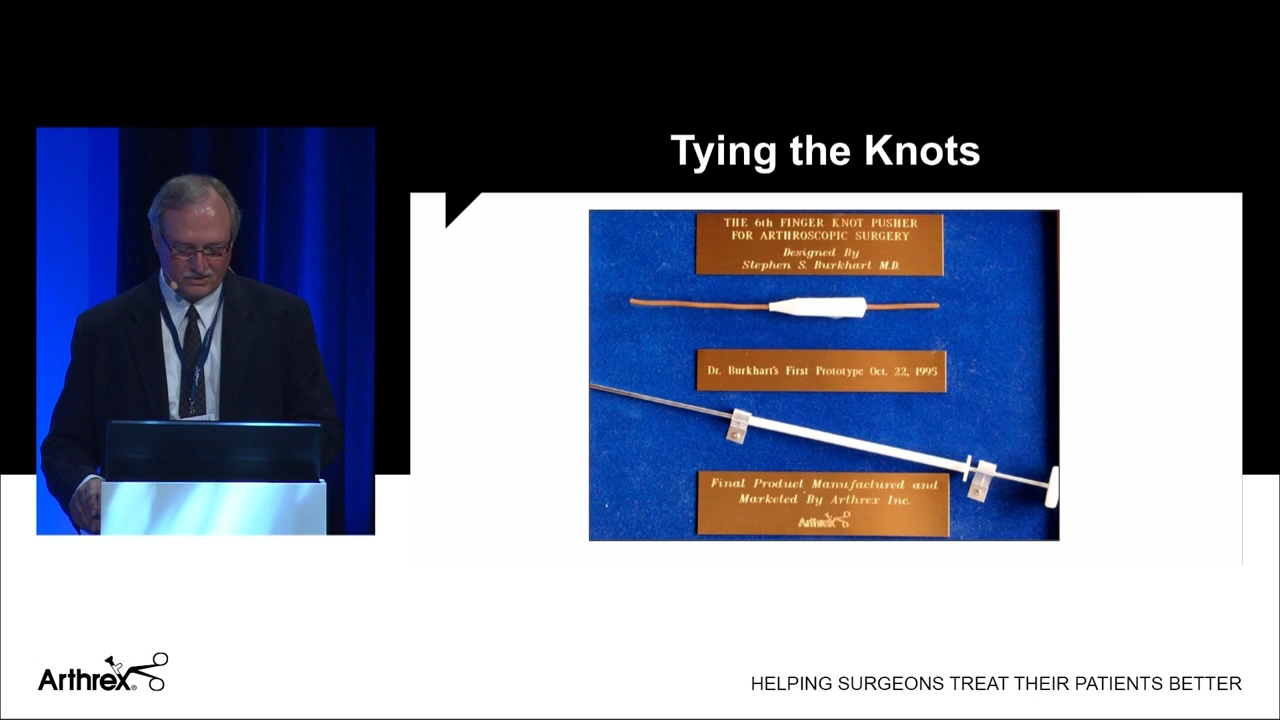 Tying the Knots
THE 6th FINGER KNOT PUSHER
FOR ARTHROSCOPIC SURGERY
Designed By
Stephen S. Burkhart M.D.
Dr. Burkhart's First Prototype Oct. 22, 1995
Final Product Manufactured and
Marketed By Arthrex Inc.
Arthrex
Arthrex®
HELPING SURGEONS TREAT THEIR PATIENTS BETTER